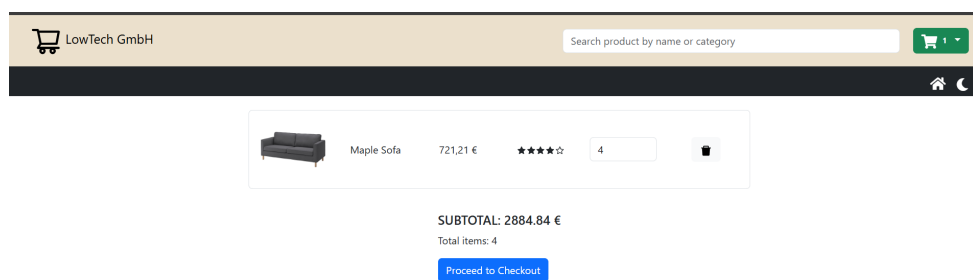 LowTech GmbH
Search product by name or category
1
Maple Sofa 721,21 € ★★★★☆ 4
SUBTOTAL: 2884.84 €
Total items: 4
Proceed to Checkout